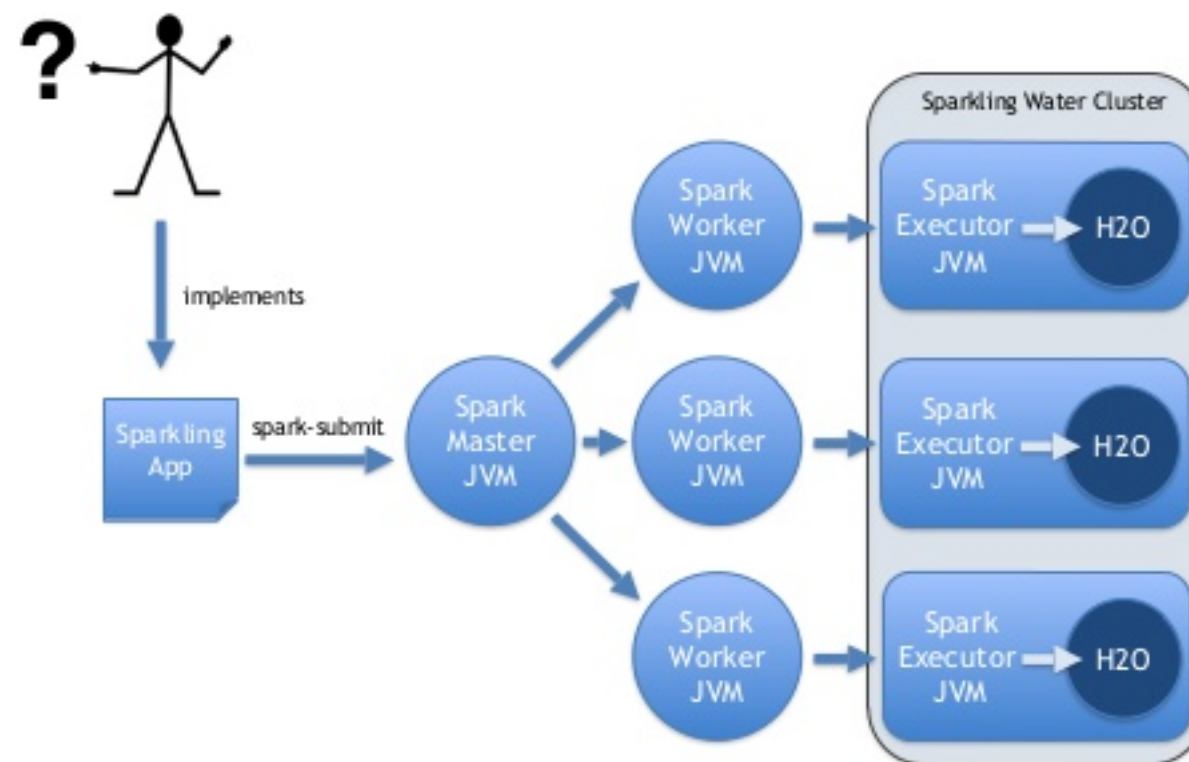 ?
implements
Sparkling
App
spark-submit
Spark
Master
JVM
Spark
Worker
JVM
Spark
Worker
JVM
Spark
Worker
JVM
Sparkling Water Cluster
Spark
Executor
JVM
H2O
Spark
Executor
JVM
H2O
Spark
Executor
JVM
H2O